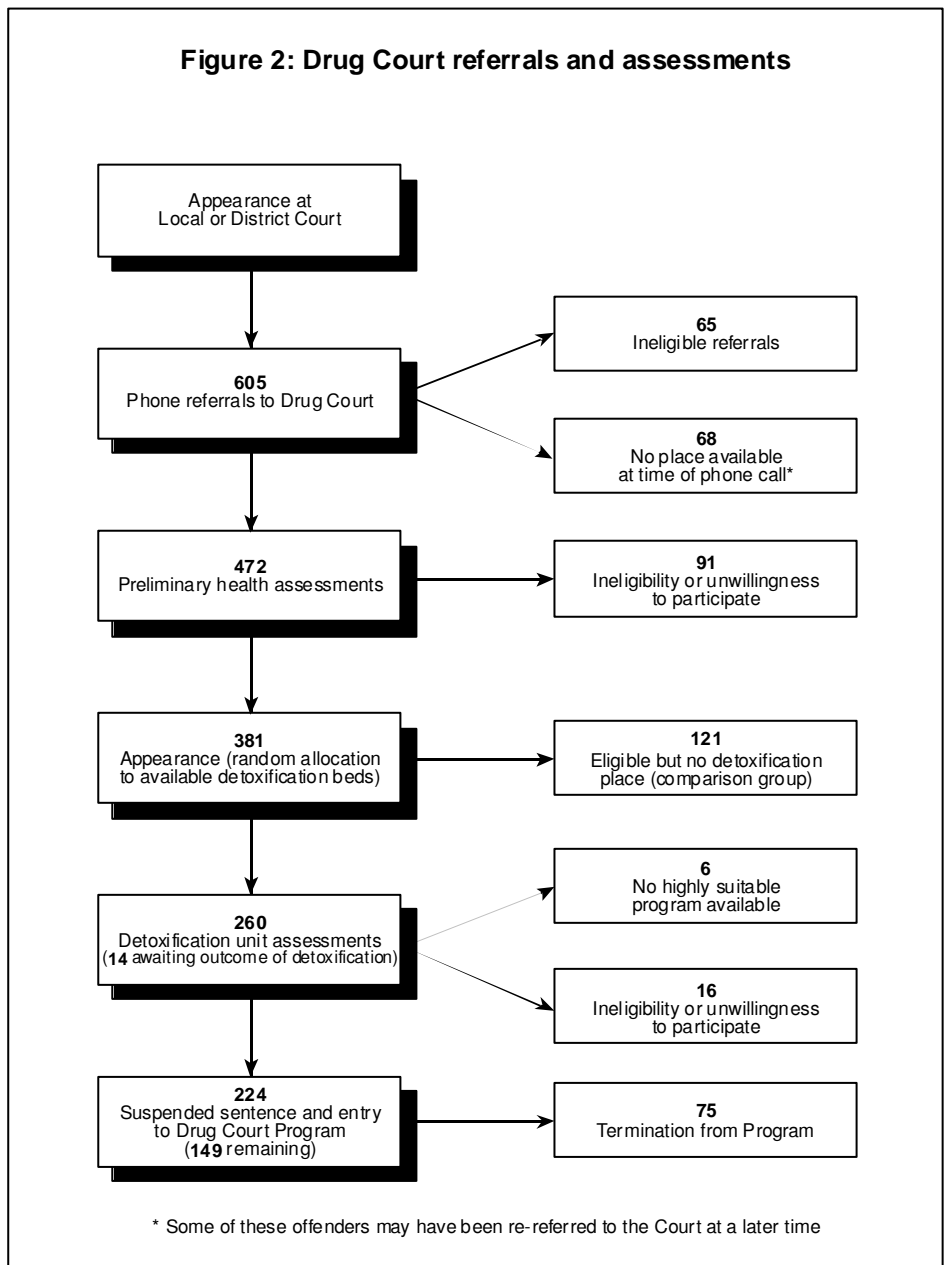 Figure 2: Drug Court referrals and assessments
Appearance at
Local or District Court
605
Phone referrals to Drug Court
65
Ineligible referrals
68
No place available
at time of phone call*
472
Preliminary health assessments
91
Ineligibility or unwillingness
to participate
381
Appearance (random allocation
to available detoxification beds)
121
Eligible but no detoxification
place (comparison group)
260
Detoxification unit assessments
(14 awaiting outcome of detoxification)
6
No highly suitable
program available
16
Ineligibility or unwillingness
to participate
224
Suspended sentence and entry
to Drug Court Program
(149 remaining)
75
Termination from Program
* Some of these offenders may have been re-referred to the Court at a later time